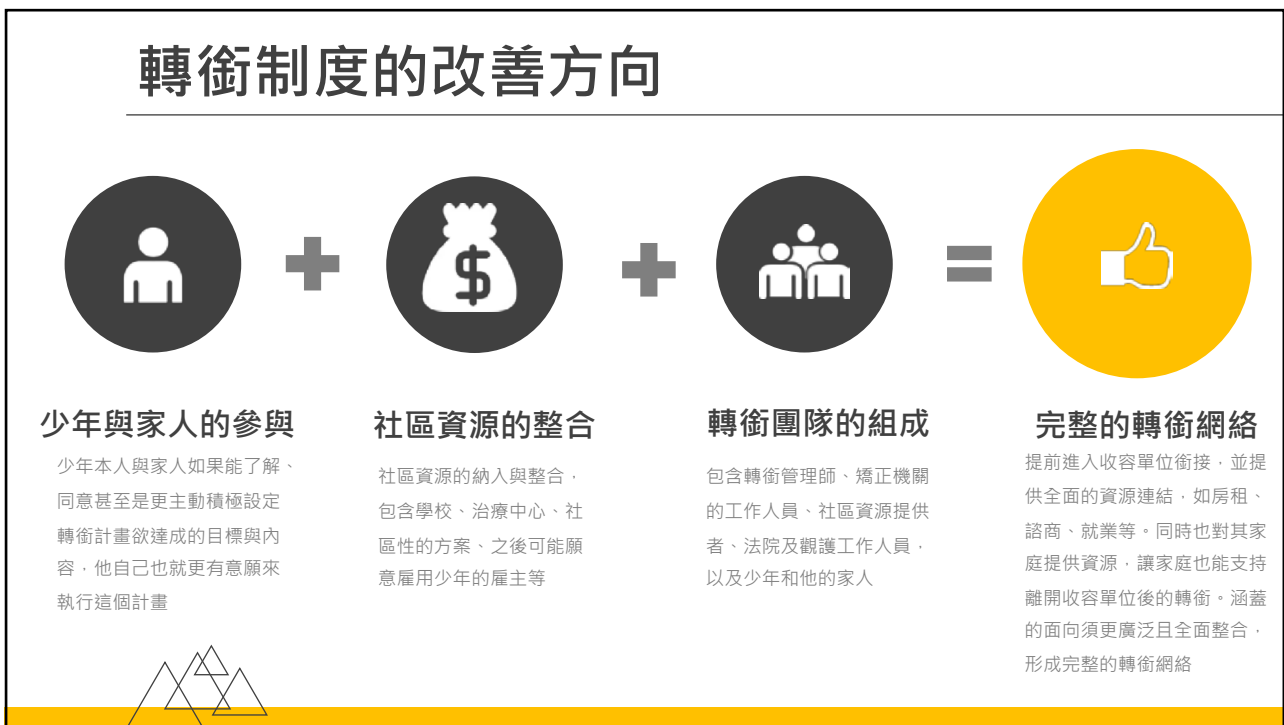 轉銜制度的改善方向
少年與家人的參與
少年本人與家人如果能了解、
同意甚至是更主動積極設定
轉銜計畫欲達成的目標與內
容，他自己也就更有意願來
執行這個計畫
社區資源的整合
社區資源的納入與整合，
包含學校、治療中心、社
區性的方案、之後可能願
意雇用少年的雇主等
轉銜團隊的組成
包含轉銜管理師、矯正機關
的工作人員、社區資源提供
者、法院及觀護工作人員，
以及少年和他的家人
完整的轉銜網絡
提前進入收容單位銜接，並提
供全面的資源連結，如房租、
諮商、就業等。同時也對其家
庭提供資源，讓家庭也能支持
離開收容單位後的轉銜。涵蓋
的面向須更廣泛且全面整合，
形成完整的轉銜網絡